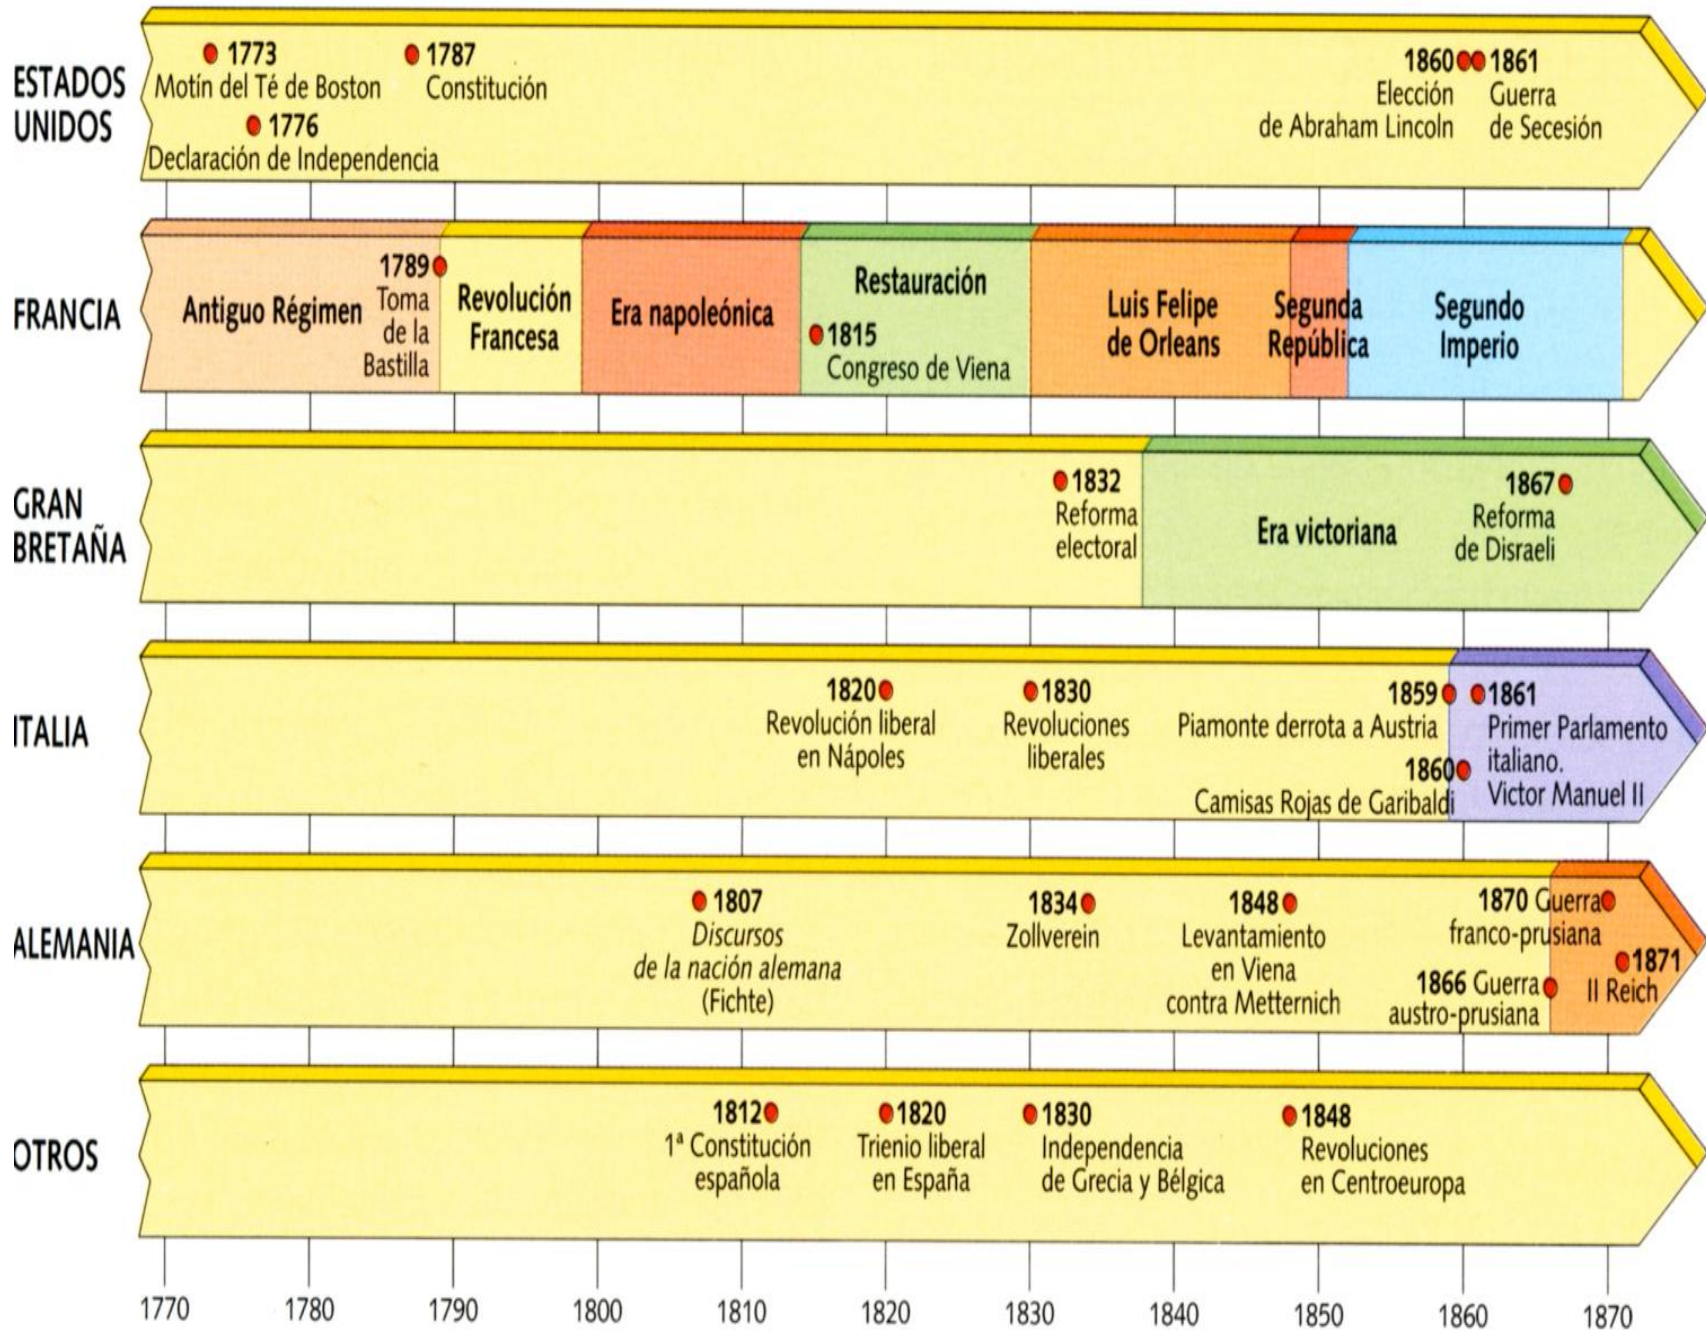 ESTADOS
UNIDOS
1773
Motín del Té de Boston
1776
Declaración de Independencia
1787
Constitución
1860
Elección
de Abraham Lincoln
1861
Guerra
de Secesión
FRANCIA
Antiguo Régimen
1789
Toma
de la
Bastilla
Revolución
Francesa
Era napoleónica
Restauración
1815
Congreso de Viena
Luis Felipe
de Orleans
Segunda
República
Segundo
Imperio
GRAN
BRETAÑA
1832
Reforma
electoral
Era victoriana
1867
Reforma
de Disraeli
ITALIA
1820
Revolución liberal
en Nápoles
1830
Revoluciones
liberales
1859
Piamonte derrota a Austria
1860
Camisas Rojas de Garibaldi
1861
Primer Parlamento
italiano.
Victor Manuel II
ALEMANIA
1807
Discursos
de la nación alemana
(Fichte)
1834
Zollverein
1848
Levantamiento
en Viena
contra Metternich
1870 Guerra
franco-prusiana
1866 Guerra
austro-prusiana
1871
II Reich
OTROS
1812
1ª Constitución
española
1820
Trienio liberal
en España
1830
Independencia
de Grecia y Bélgica
1848
Revoluciones
en Centroeuropa
1770 1780 1790 1800 1810 1820 1830 1840 1850 1860 1870